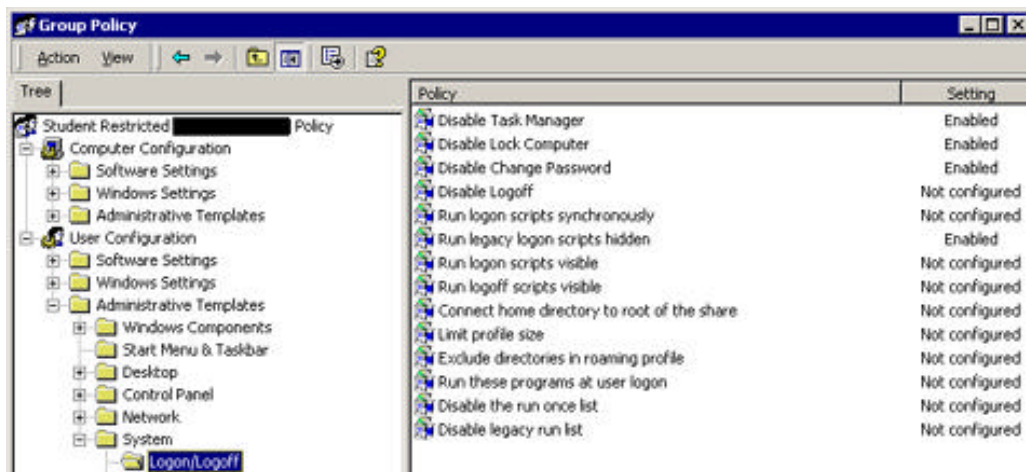 Group Policy
Action View
Tree
Student Restricted Policy
Computer Configuration
Software Settings
Windows Settings
Administrative Templates
User Configuration
Software Settings
Windows Settings
Administrative Templates
Windows Components
Start Menu & Taskbar
Desktop
Control Panel
Network
System
Logon/Logoff
Policy Setting
Disable Task Manager Enabled
Disable Lock Computer Enabled
Disable Change Password Enabled
Disable Logoff Not configured
Run logon scripts synchronously Not configured
Run legacy logon scripts hidden Enabled
Run logon scripts visible Not configured
Run logoff scripts visible Not configured
Connect home directory to root of the share Not configured
Limit profile size Not configured
Exclude directories in roaming profile Not configured
Run these programs at user logon Not configured
Disable the run once list Not configured
Disable legacy run list Not configured